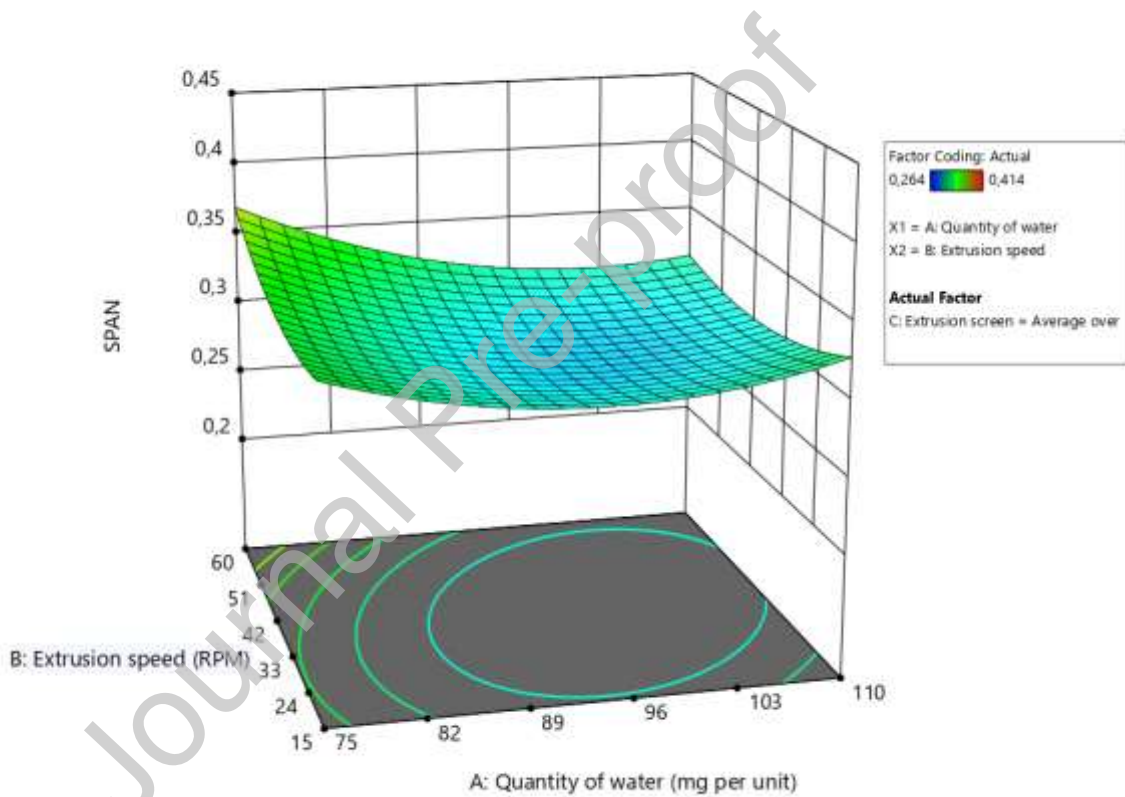 0,45
0,4
0,35
0,3
0,25
0,2
SPAN
Factor Coding: Actual
0,264 0,414
X1 = A: Quantity of water
X2 = B: Extrusion speed
Actual Factor
C: Extrusion screen = Average over
60
51
42
33
24
15
B: Extrusion speed (RPM)
75
82
89
96
103
110
A: Quantity of water (mg per unit)
Journal Pre-proof